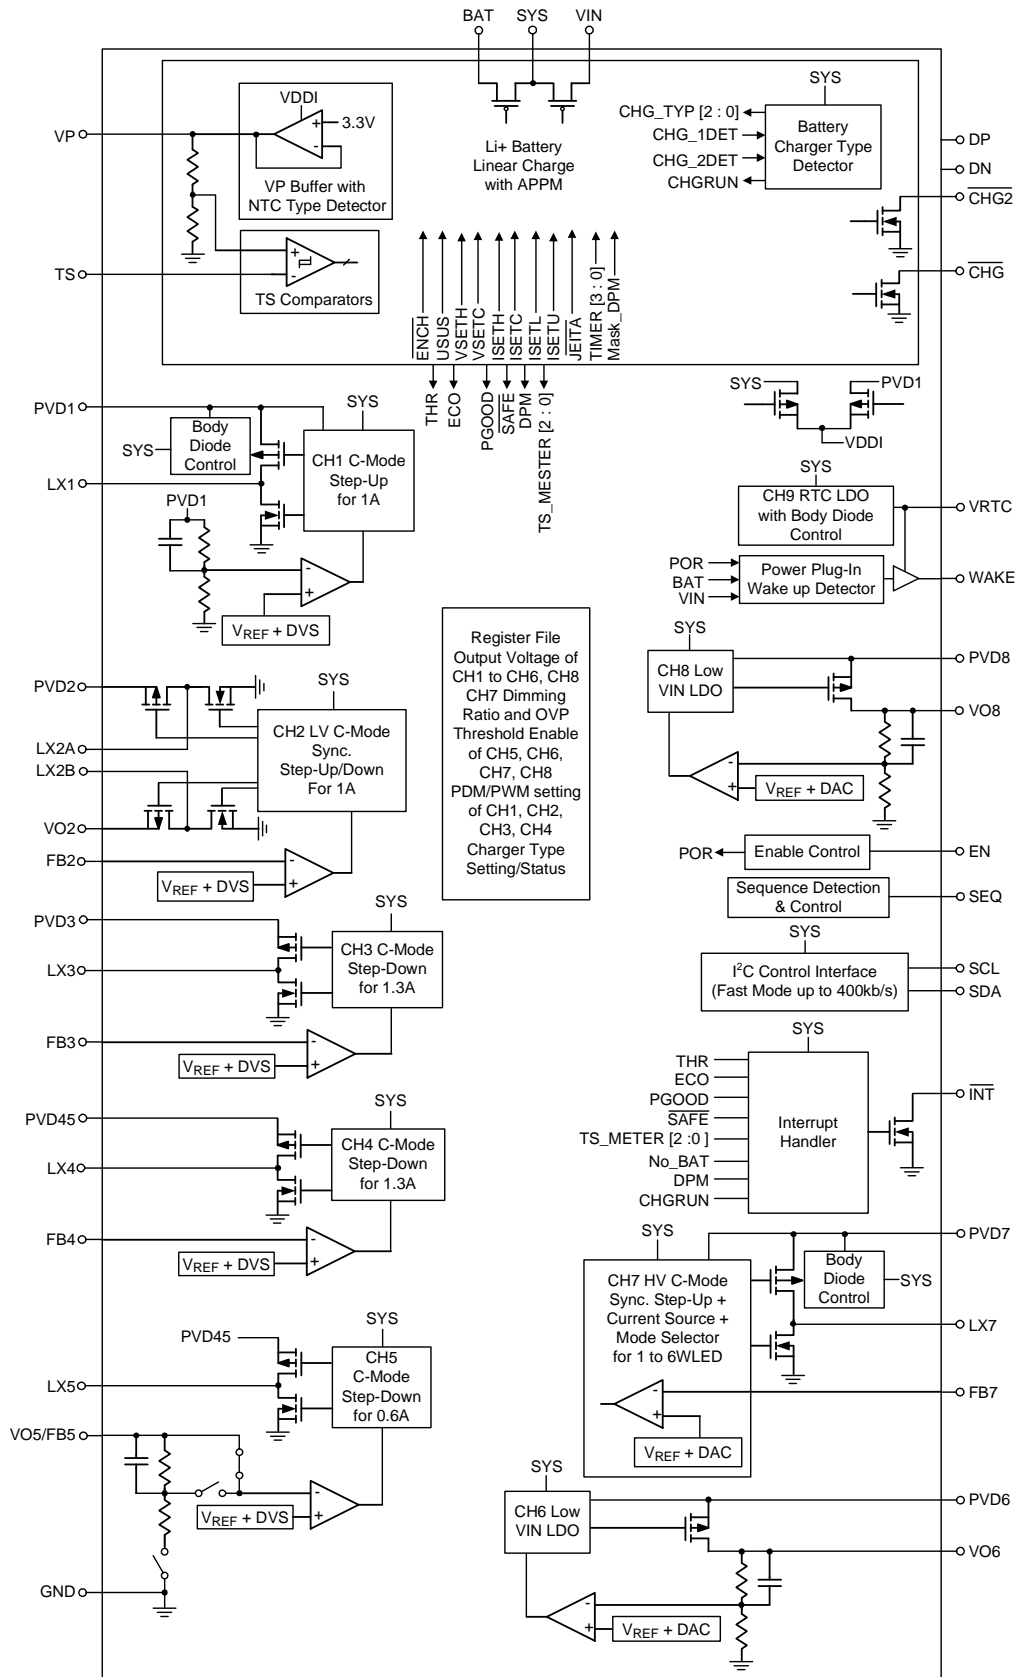 BAT SYS VIN
VDDI
3.3V
VP
VP Buffer with
NTC Type Detector
TS
TS Comparators
Li+ Battery
Linear Charge
with APPM
SYS
CHG_TYP [2 : 0]
CHG_1DET
CHG_2DET
CHGRUN
Battery
Charger Type
Detector
DP
DN
CHG2
CHG
ENCH
USUS
VSETH
VSETC
ISETH
ISETC
ISETL
ISETU
JEITA
TIMER [3 : 0]
Mask_DPM
THR
ECO
PGOOD
SAFE
DPM
TS_MESTER [2 : 0]
SYS
PVD1
VDDI
PVD1
SYS
Body
Diode
Control
SYS
LX1
CH1 C-Mode
Step-Up
for 1A
PVD1
-
+
VREF + DVS
SYS
CH9 RTC LDO
with Body Diode
Control
VRTC
POR
BAT
VIN
Power Plug-In
Wake up Detector
WAKE
Register File
Output Voltage of
CH1 to CH6, CH8
CH7 Dimming
Ratio and OVP
Threshold Enable
of CH5, CH6,
CH7, CH8
PDM/PWM setting
of CH1, CH2,
CH3, CH4
Charger Type
Setting/Status
SYS
CH8 Low
VIN LDO
PVD8
VO8
-
+
VREF + DAC
PVD2
LX2A
LX2B
VO2
FB2
SYS
CH2 LV C-Mode
Sync.
Step-Up/Down
For 1A
-
+
VREF + DVS
POR
Enable Control
EN
Sequence Detection
& Control
SEQ
SYS
I2C Control Interface
(Fast Mode up to 400kb/s)
SCL
SDA
PVD3
LX3
FB3
SYS
CH3 C-Mode
Step-Down
for 1.3A
-
+
VREF + DVS
SYS
THR
ECO
PGOOD
SAFE
TS_METER [2 :0 ]
No_BAT
DPM
CHGRUN
Interrupt
Handler
INT
PVD45
LX4
FB4
SYS
CH4 C-Mode
Step-Down
for 1.3A
-
+
VREF + DVS
SYS
CH7 HV C-Mode
Sync. Step-Up +
Current Source +
Mode Selector
for 1 to 6WLED
-
+
VREF + DAC
PVD7
Body
Diode
Control
SYS
LX7
FB7
PVD45
LX5
VO5/FB5
SYS
CH5
C-Mode
Step-Down
for 0.6A
-
+
VREF + DVS
GND
SYS
CH6 Low
VIN LDO
PVD6
VO6
-
+
VREF + DAC